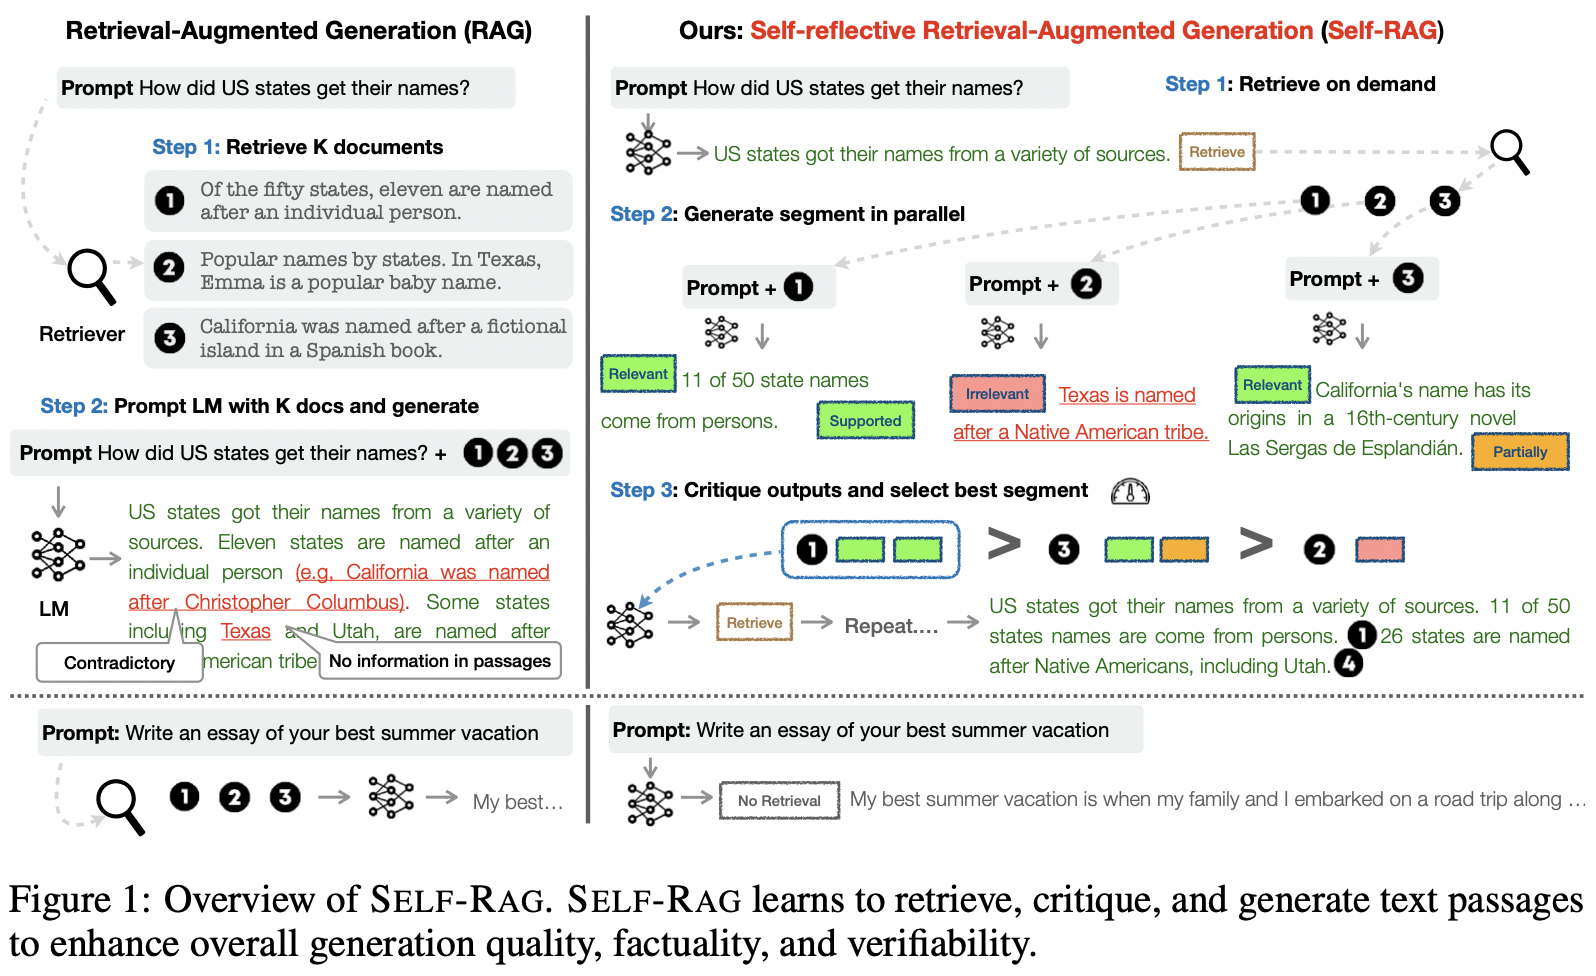 Retrieval-Augmented Generation (RAG)
Prompt How did US states get their names?
Step 1: Retrieve K documents
1 Of the fifty states, eleven are named
after an individual person.
2 Popular names by states. In Texas,
Emma is a popular baby name.
3 California was named after a fictional
island in a Spanish book.
Retriever
Step 2: Prompt LM with K docs and generate
Prompt How did US states get their names? + 1 2 3
LM
US states got their names from a variety of
sources. Eleven states are named after an
individual person (e.g, California was named
after Christopher Columbus). Some states
including Texas and Utah, are named after
merican tribe
Contradictory
No information in passages
Prompt: Write an essay of your best summer vacation
1 2 3
My best…
Ours: Self-reflective Retrieval-Augmented Generation (Self-RAG)
Prompt How did US states get their names?
Step 1: Retrieve on demand
US states got their names from a variety of sources. Retrieve
1 2 3
Step 2: Generate segment in parallel
Prompt + 1
Relevant 11 of 50 state names
come from persons. Supported
Prompt + 2
Irrelevant Texas is named
after a Native American tribe.
Prompt + 3
Relevant California's name has its
origins in a 16th-century novel
Las Sergas de Esplandián. Partially
Step 3: Critique outputs and select best segment
1 > 3 > 2
Retrieve
Repeat....
US states got their names from a variety of sources. 11 of 50
states names are come from persons. 1 26 states are named
after Native Americans, including Utah. 4
Prompt: Write an essay of your best summer vacation
No Retrieval
My best summer vacation is when my family and I embarked on a road trip along …
Figure 1: Overview of SELF-RAG. SELF-RAG learns to retrieve, critique, and generate text passages
to enhance overall generation quality, factuality, and verifiability.